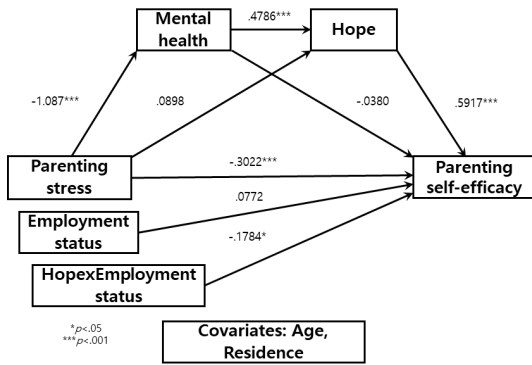 Mental
health
.4786***
Hope
-1.087***
.0898
-.0380
.5917***
Parenting
stress
-.3022***
Parenting
self-efficacy
.0772
Employment
status
-.1784*
HopexEmployment
status
*p<.05
***p<.001
Covariates: Age,
Residence